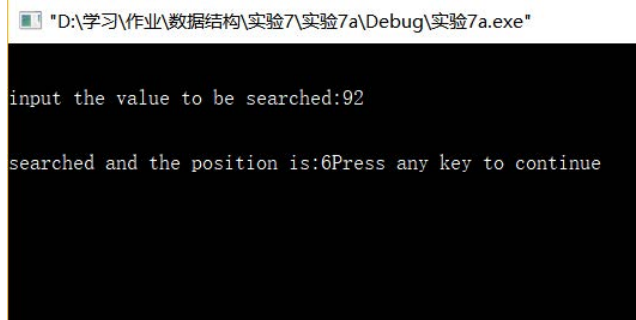 "D:\学习\作业\数据结构\实验7\实验7a\Debug\实验7a.exe"
input the value to be searched:92
searched and the position is:6Press any key to continue